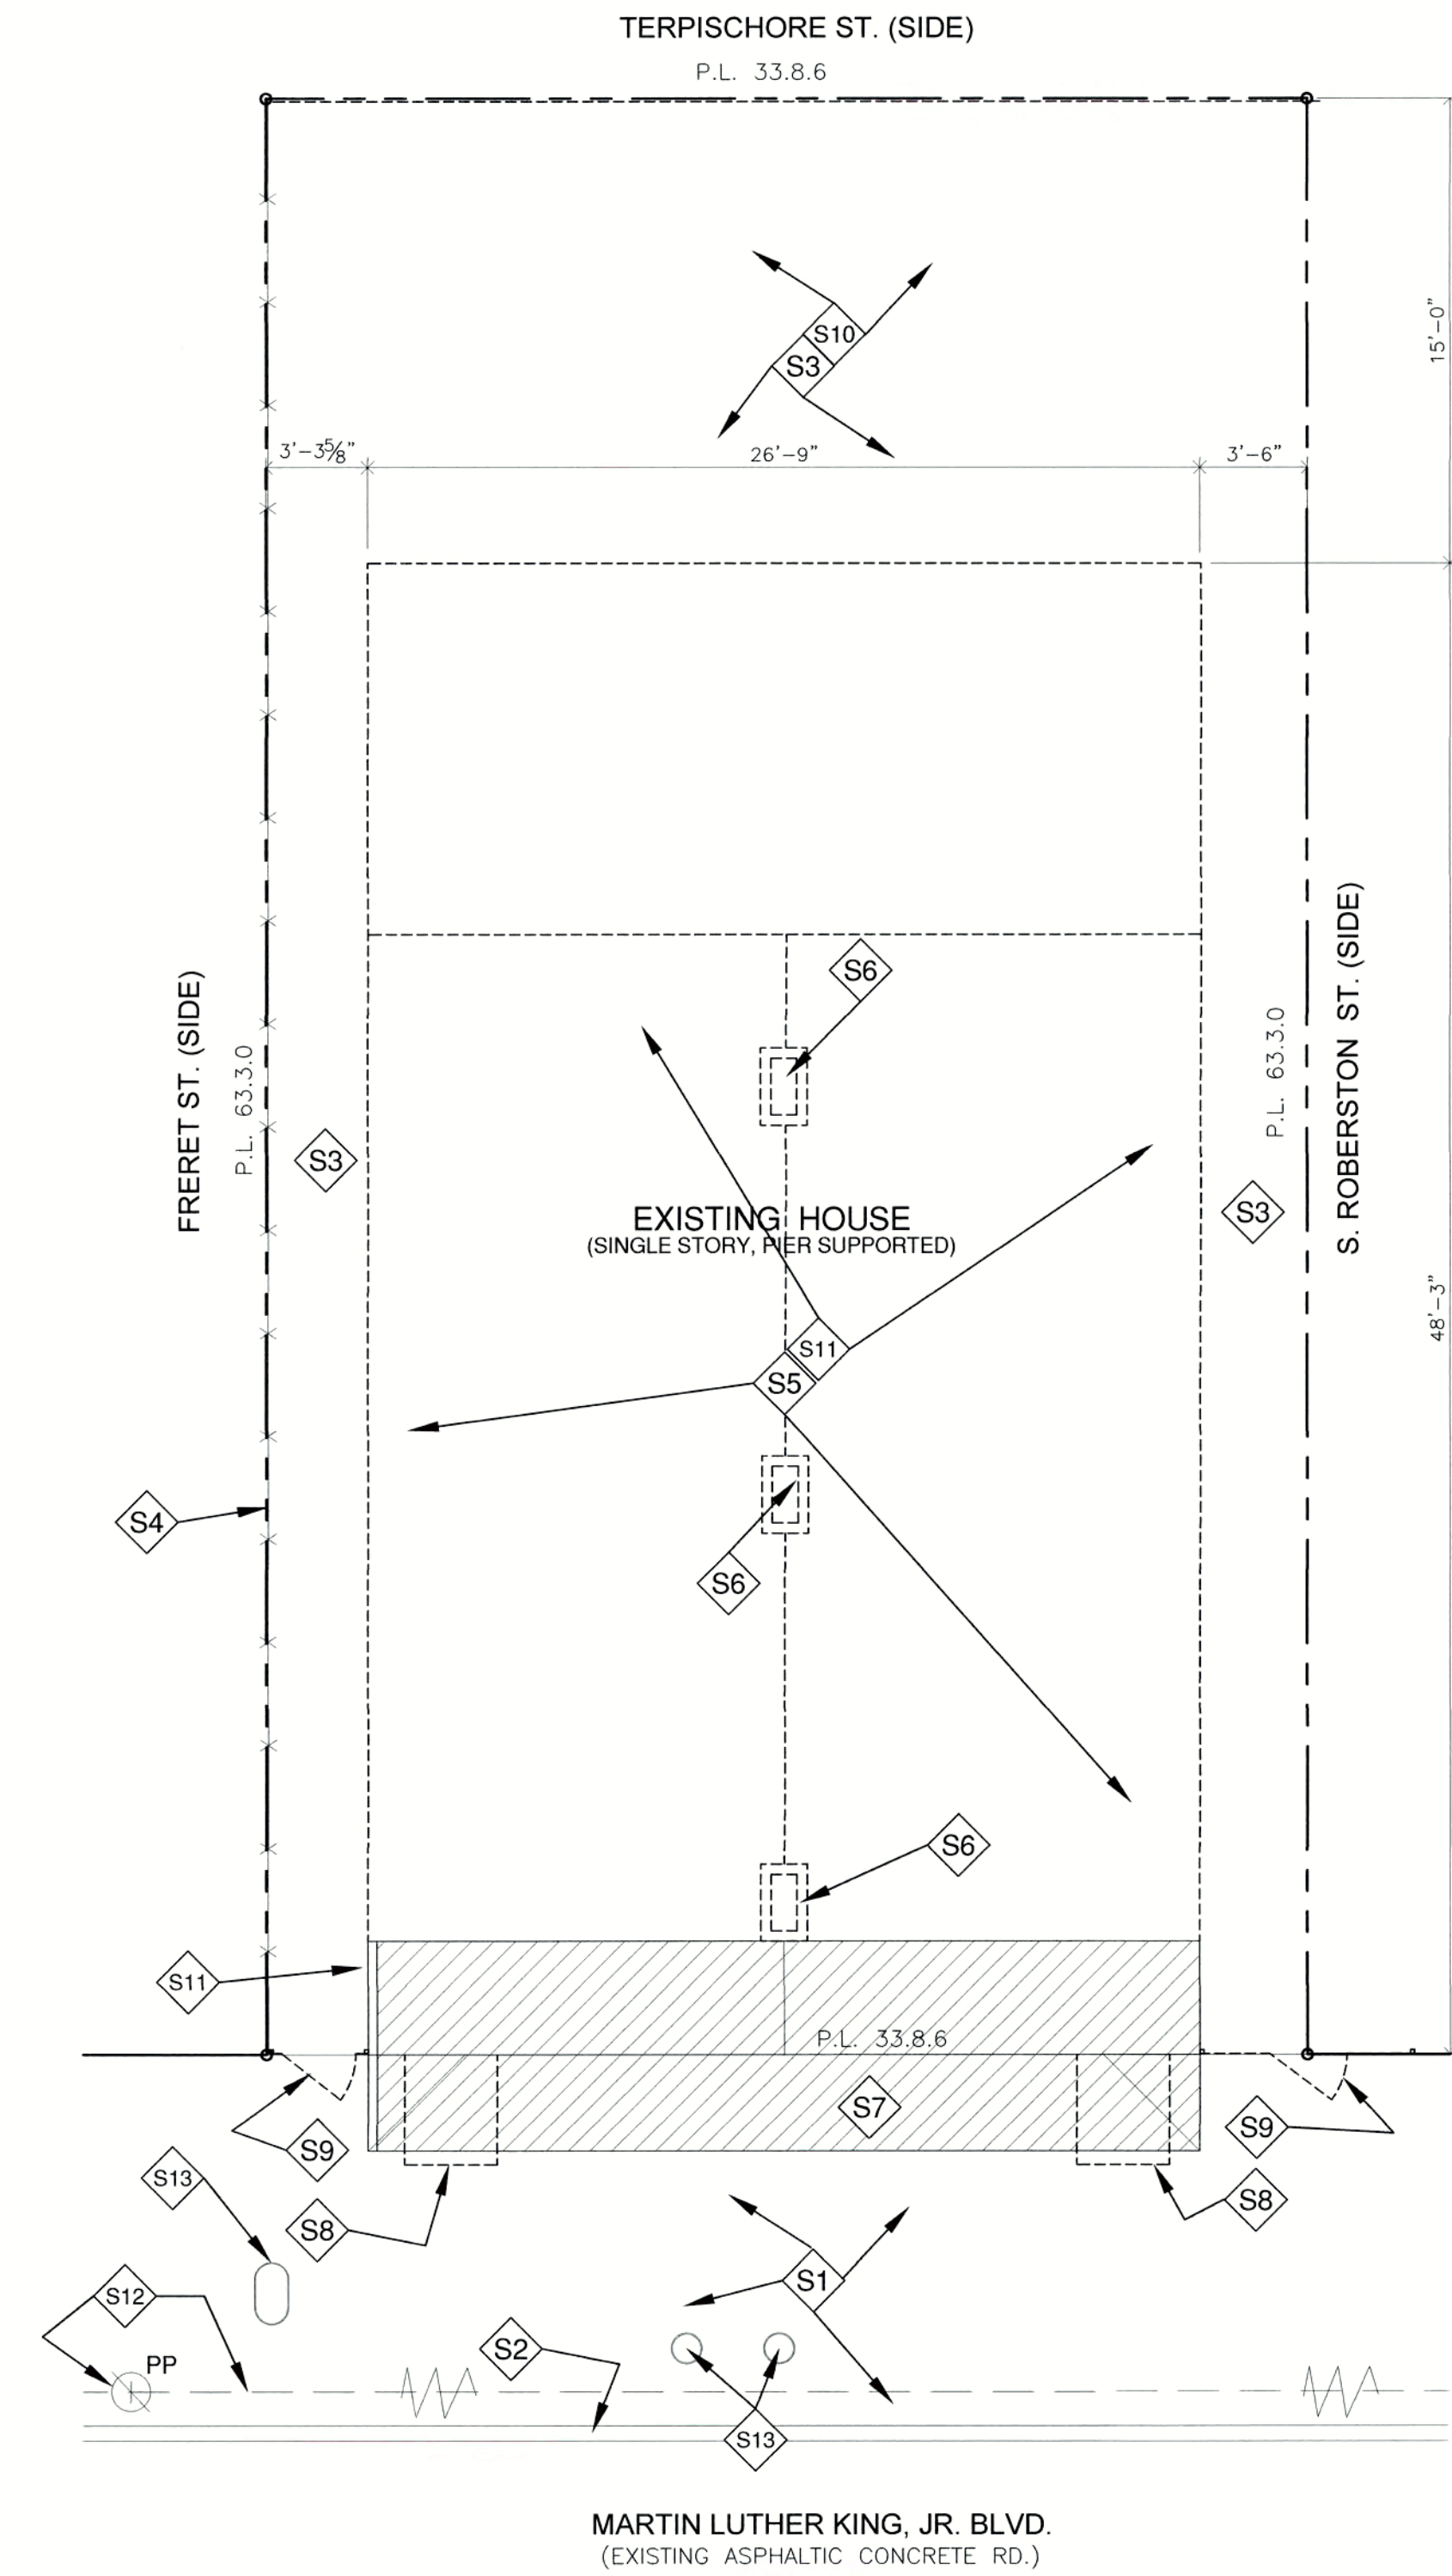 TERPISCHORE ST. (SIDE)
P.L. 33.8.6
S10
S3
15'-0"
3'-3⅝"
26'-9"
3'-6"
S6
FRERET ST. (SIDE)
P.L. 63.3.0
S3
EXISTING HOUSE
(SINGLE STORY, PIER SUPPORTED)
S3
P.L. 63.3.0
S. ROBERSTON ST. (SIDE)
48'-3"
S11
S5
S4
S6
S6
S11
P.L. 33.8.6
S7
S9
S9
S13
S8
S8
S12
S1
PP
S2
S13
MARTIN LUTHER KING, JR. BLVD.
(EXISTING ASPHALTIC CONCRETE RD.)